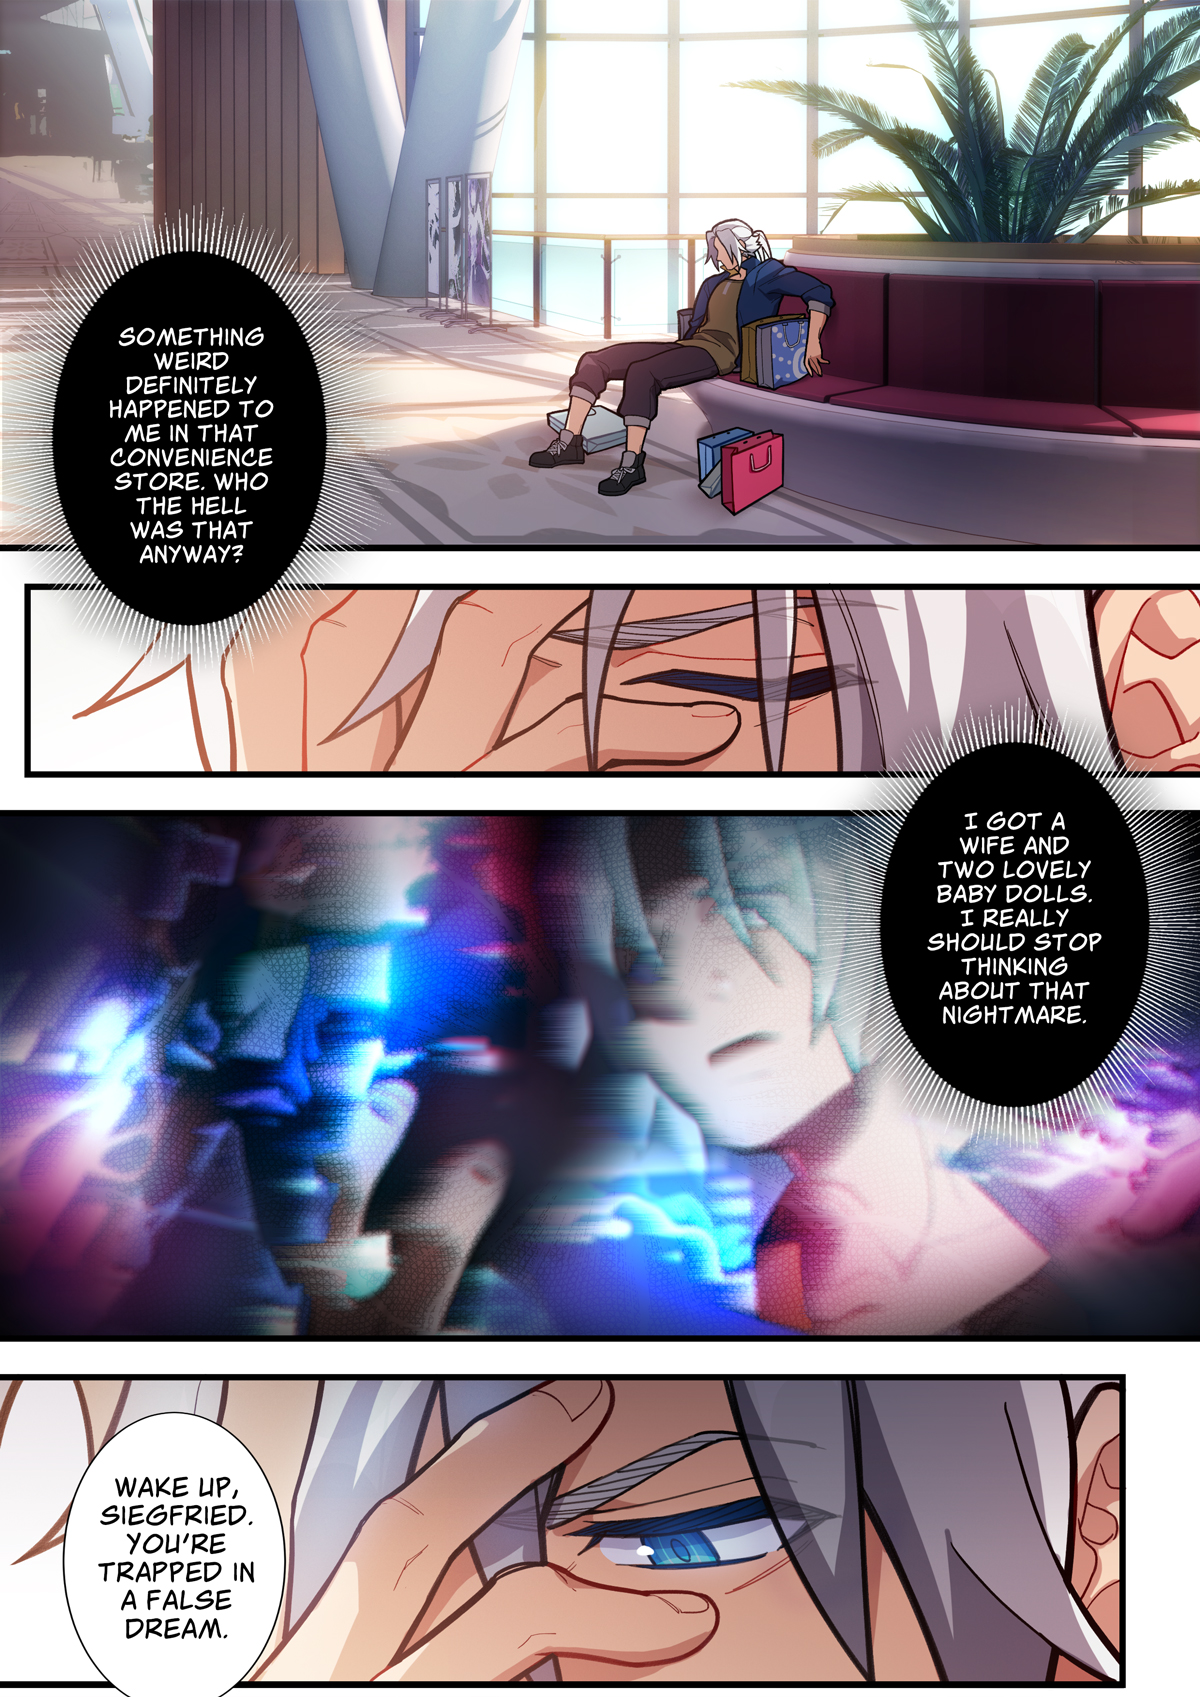 SOMETHING
WEIRD
DEFINITELY
HAPPENED TO
ME IN THAT
CONVENIENCE
STORE. WHO
THE HELL
WAS THAT
ANYWAY?
I GOT A
WIFE AND
TWO LOVELY
BABY DOLLS.
I REALLY
SHOULD STOP
THINKING
ABOUT THAT
NIGHTMARE.
WAKE UP,
SIEGFRIED.
YOU'RE
TRAPPED IN
A FALSE
DREAM.